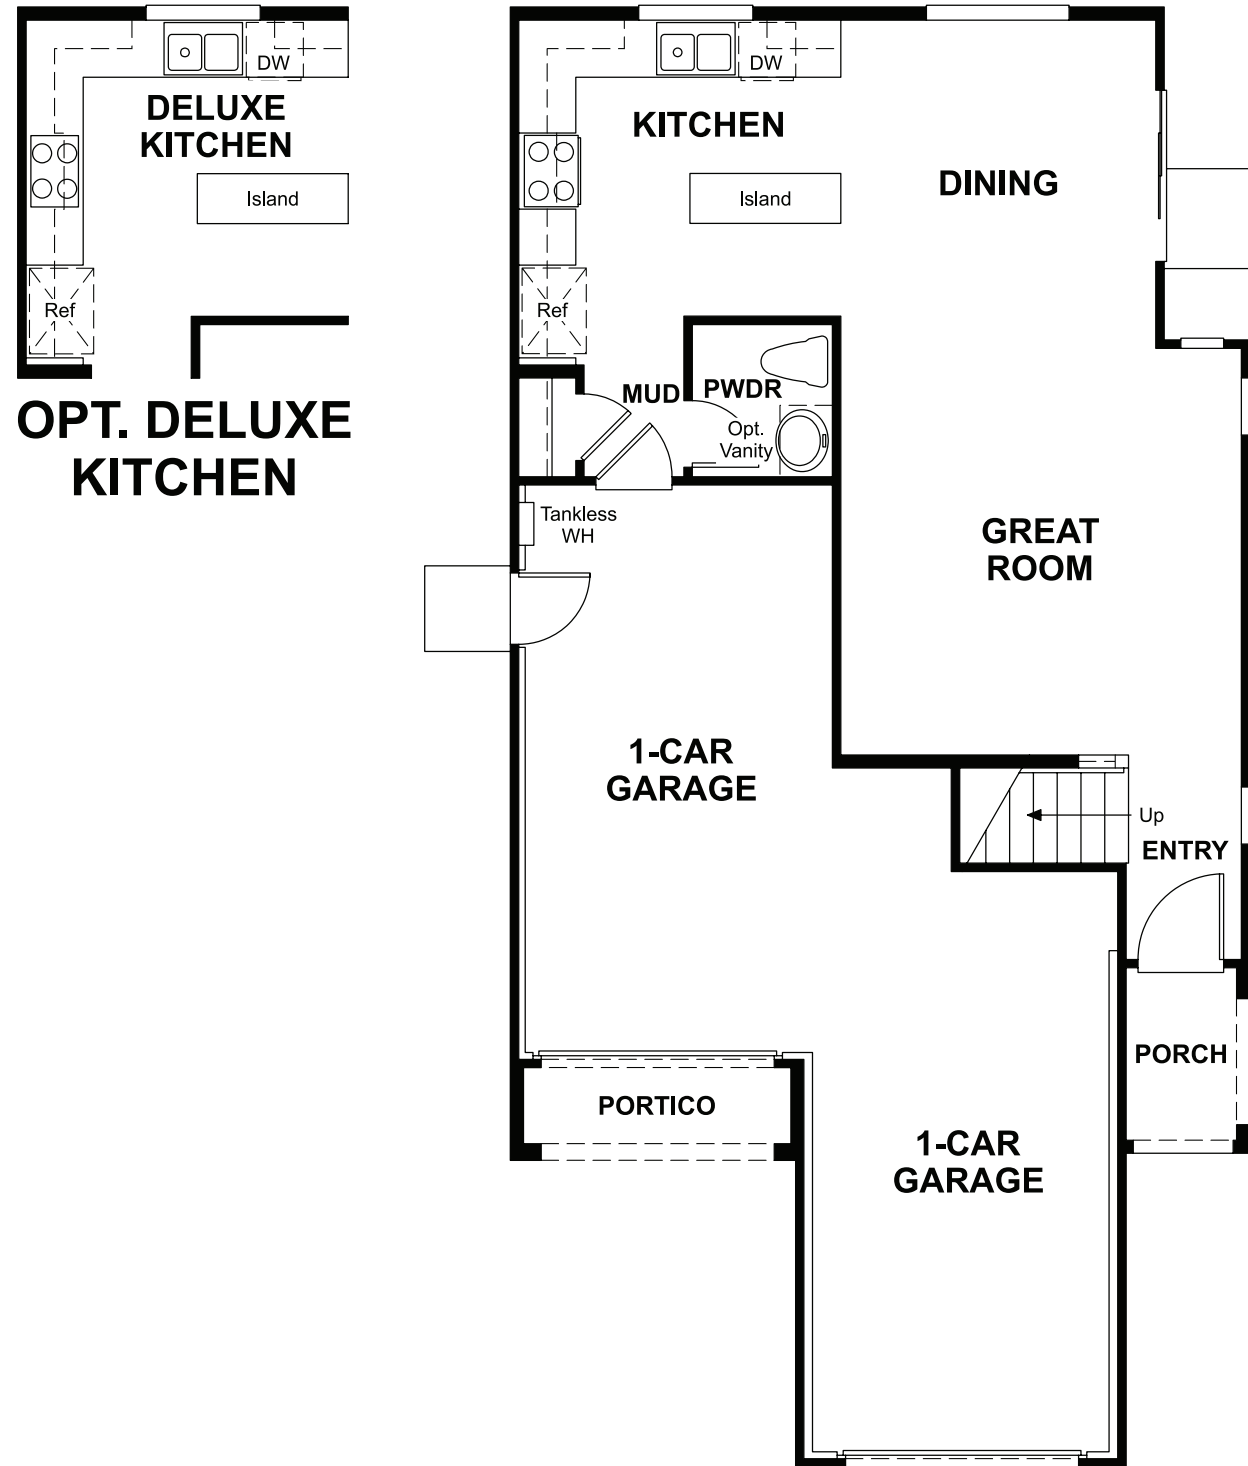 DW
DELUXE
KITCHEN
Island
Ref
OPT. DELUXE
KITCHEN
DW
KITCHEN
DINING
Island
Ref
MUD
PWDR
Opt.
Vanity
Tankless
WH
GREAT
ROOM
1-CAR
GARAGE
Up
ENTRY
PORCH
PORTICO
1-CAR
GARAGE